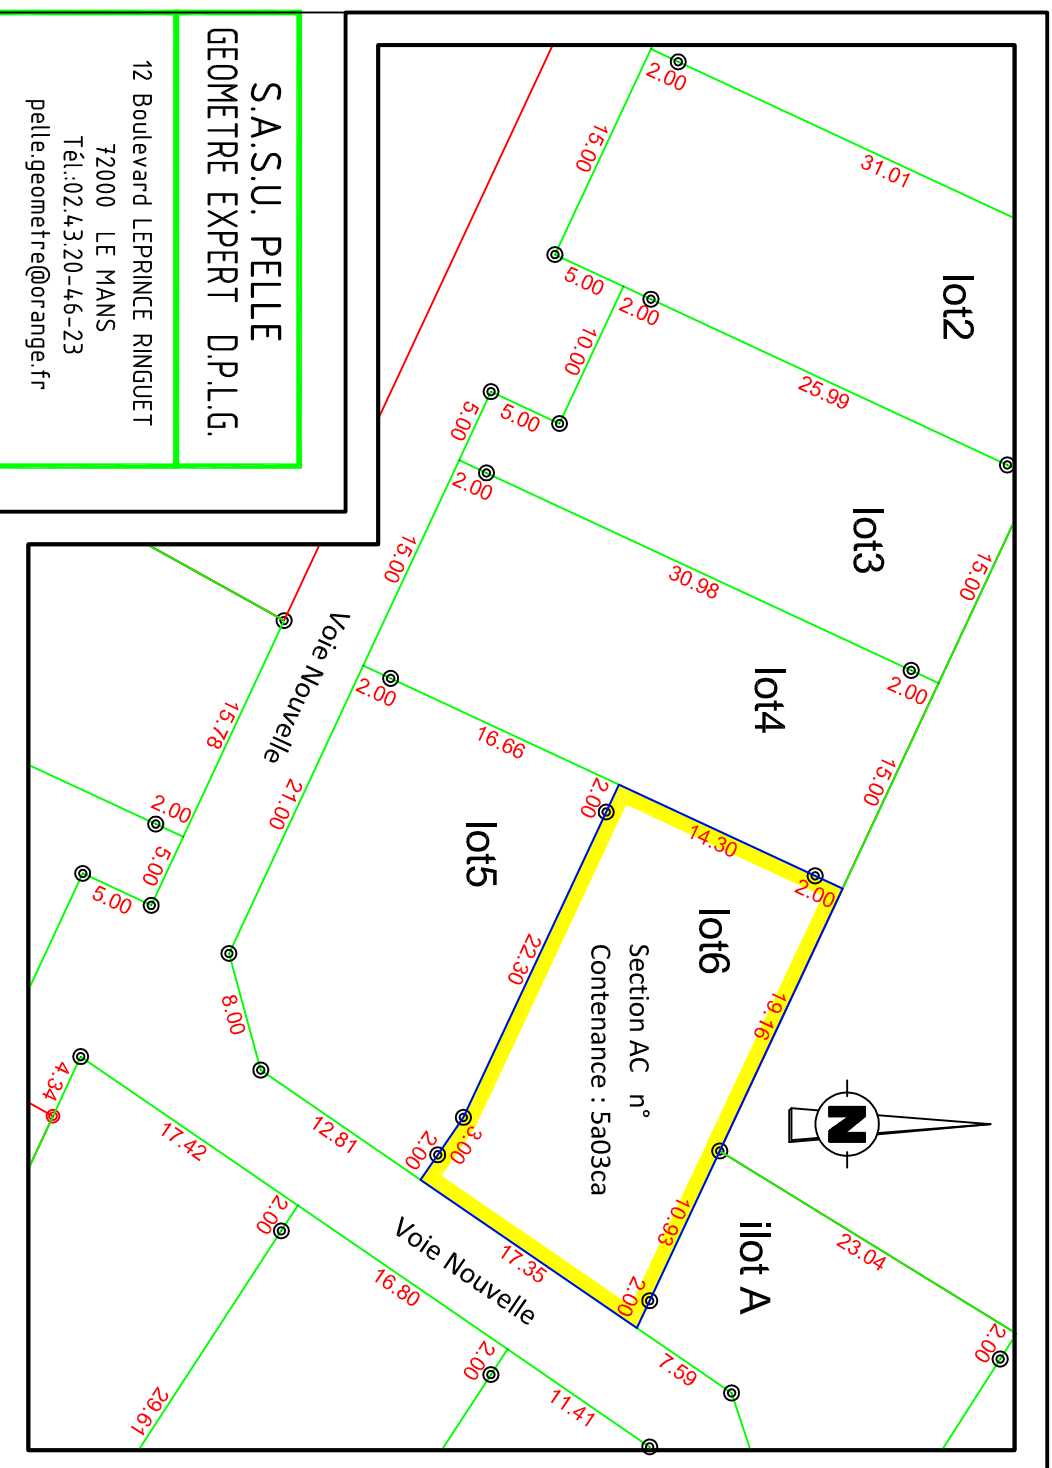 S.A.S.U. PELLE
GEOMETRE EXPERT D.P.L.G.
12 Boulevard LEPRINCE RINGUET
72000 LE MANS
Tél.:02.43.20-46-23
pelle.geometre@orange.fr
2.00
31.01
15.00
lot2
5.00
2.00
10.00
25.99
5.00
5.00
2.00
lot3
15.00
30.98
15.00
2.00
lot4
15.00
2.00
16.66
Voie Nouvelle
15.78
21.00
2.00
5.00
5.00
lot5
2.00
14.30
2.00
lot6
Section AC n°
Contenance : 5a03ca
22.30
19.16
N
8.00
12.81
3.00
2.00
10.93
2.00
17.35
ilot A
23.04
2.00
7.59
4.34
17.42
Voie Nouvelle
2.00
16.80
2.00
11.41
29.61